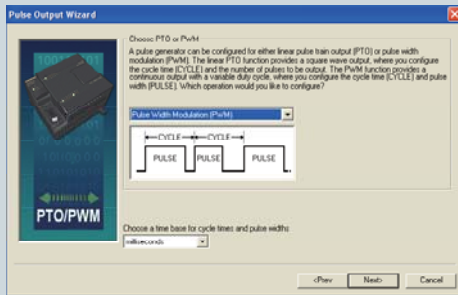 Pulse Output Wizard
Choose PTO or PWM
A pulse generator can be configured for either linear pulse train output (PTO) or pulse width
modulation (PWM). The linear PTO function provides a square wave output, where you configure
the cycle time (CYCLE) and the number of pulses to be output. The PWM function provides a
continuous output with a variable duty cycle, where you configure the cycle time (CYCLE) and pulse
width (PULSE). Which operation would you like to configure?
Pulse Width Modulation (PWM)
CYCLE CYCLE
PULSE PULSE PULSE
PTO/PWM
Choose a time base for cycle times and pulse widths
milliseconds
<Prev Next> Cancel